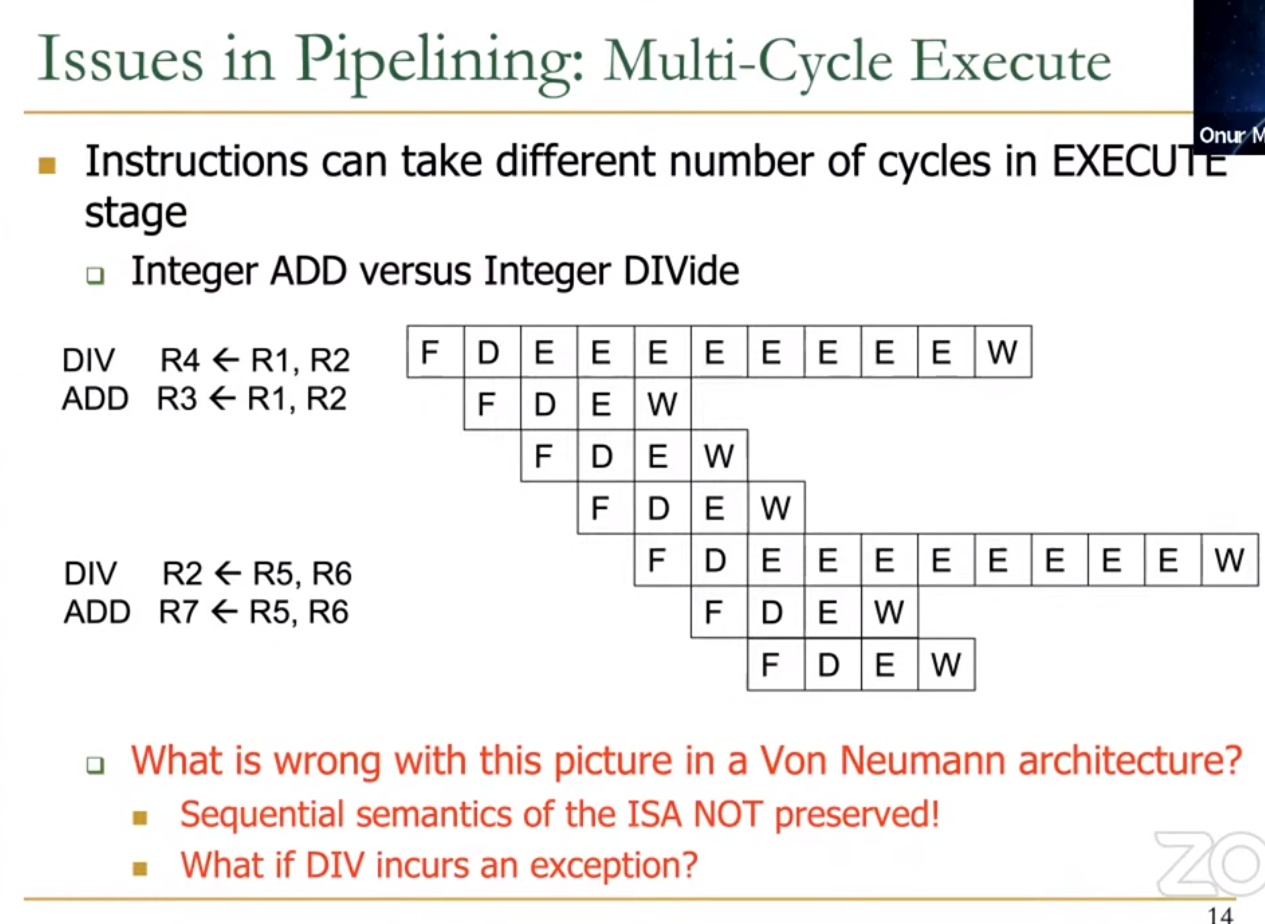 Issues in Pipelining: Multi-Cycle Execute
Onur M
■ Instructions can take different number of cycles in EXECUTE
stage
❑ Integer ADD versus Integer DIVide
DIV R4 ← R1, R2
ADD R3 ← R1, R2
F D E E E E E E E E W
F D E W
F D E W
F D E W
DIV R2 ← R5, R6
ADD R7 ← R5, R6
F D E E E E E E E E W
F D E W
F D E W
❑ What is wrong with this picture in a Von Neumann architecture?
■ Sequential semantics of the ISA NOT preserved!
■ What if DIV incurs an exception?
ZO
14